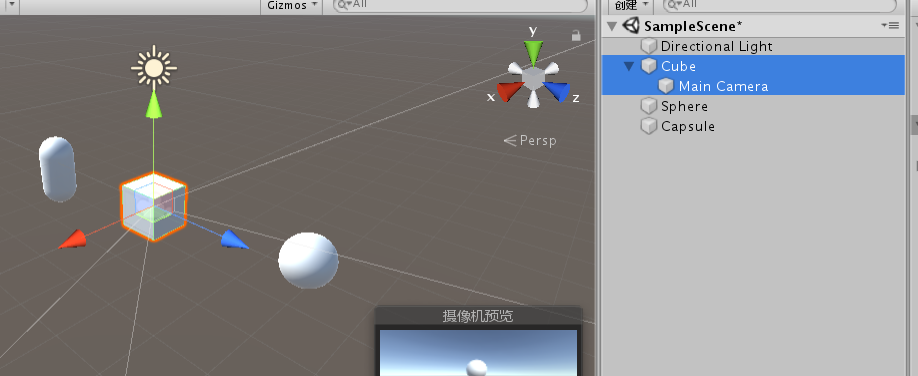 Gizmos
All
y
x
z
Persp
摄像机预览
创建
All
SampleScene*
Directional Light
Cube
Main Camera
Sphere
Capsule